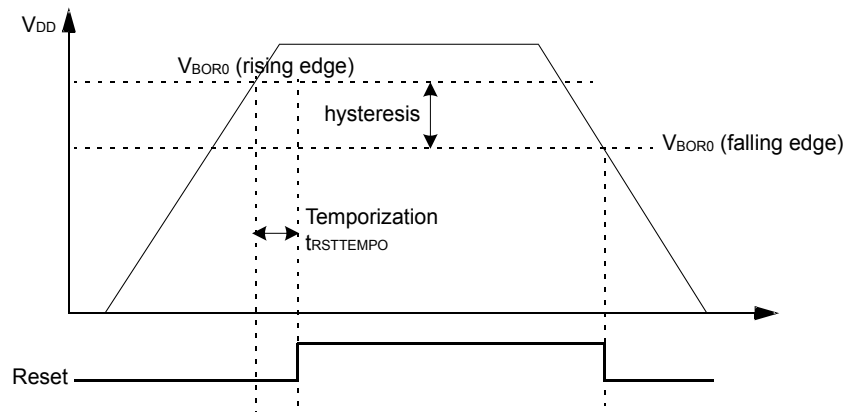 VDD
VBOR0 (rising edge)
hysteresis
VBOR0 (falling edge)
Temporization
tRSTTEMPO
Reset